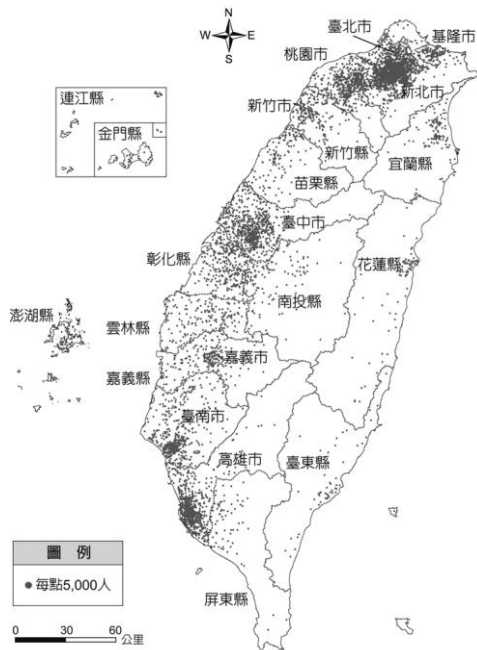 N
W E
S
臺北市
基隆市
桃園市
新北市
連江縣
新竹市
金門縣
新竹縣
宜蘭縣
苗栗縣
臺中市
彰化縣
花蓮縣
南投縣
澎湖縣
雲林縣
嘉義市
嘉義縣
臺南市
高雄市
臺東縣
圖 例
每點5,000人
屏東縣
0 30 60 公里